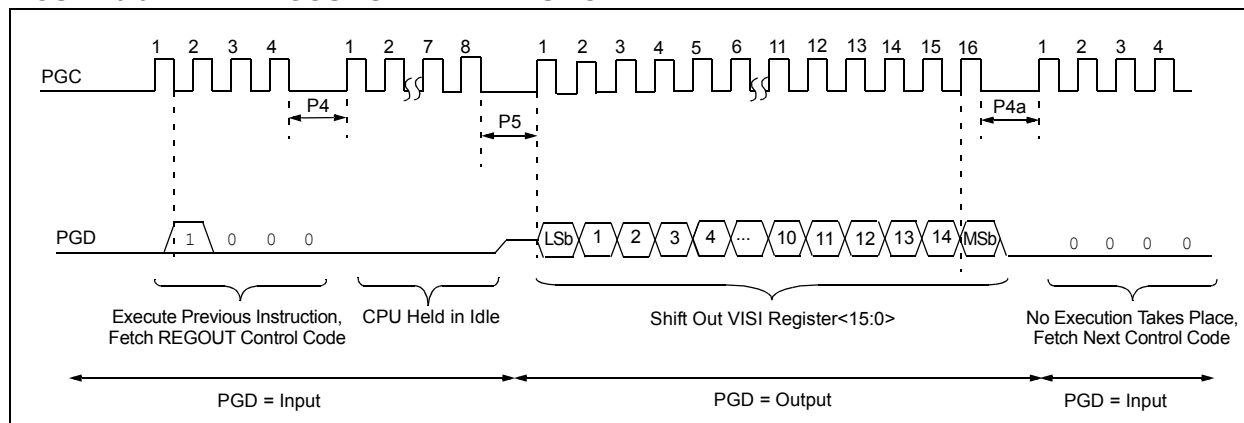 1 2 3 4 1 2 7 8 1 2 3 4 5 6 11 12 13 14 15 16 1 2 3 4
PGC
P4
P5
P4a
PGD
1 0 0 0
LSb 1 2 3 4 ... 10 11 12 13 14 MSb
0 0 0 0
Execute Previous Instruction,
Fetch REGOUT Control Code
CPU Held in Idle
Shift Out VISI Register<15:0>
No Execution Takes Place,
Fetch Next Control Code
PGD = Input
PGD = Output
PGD = Input